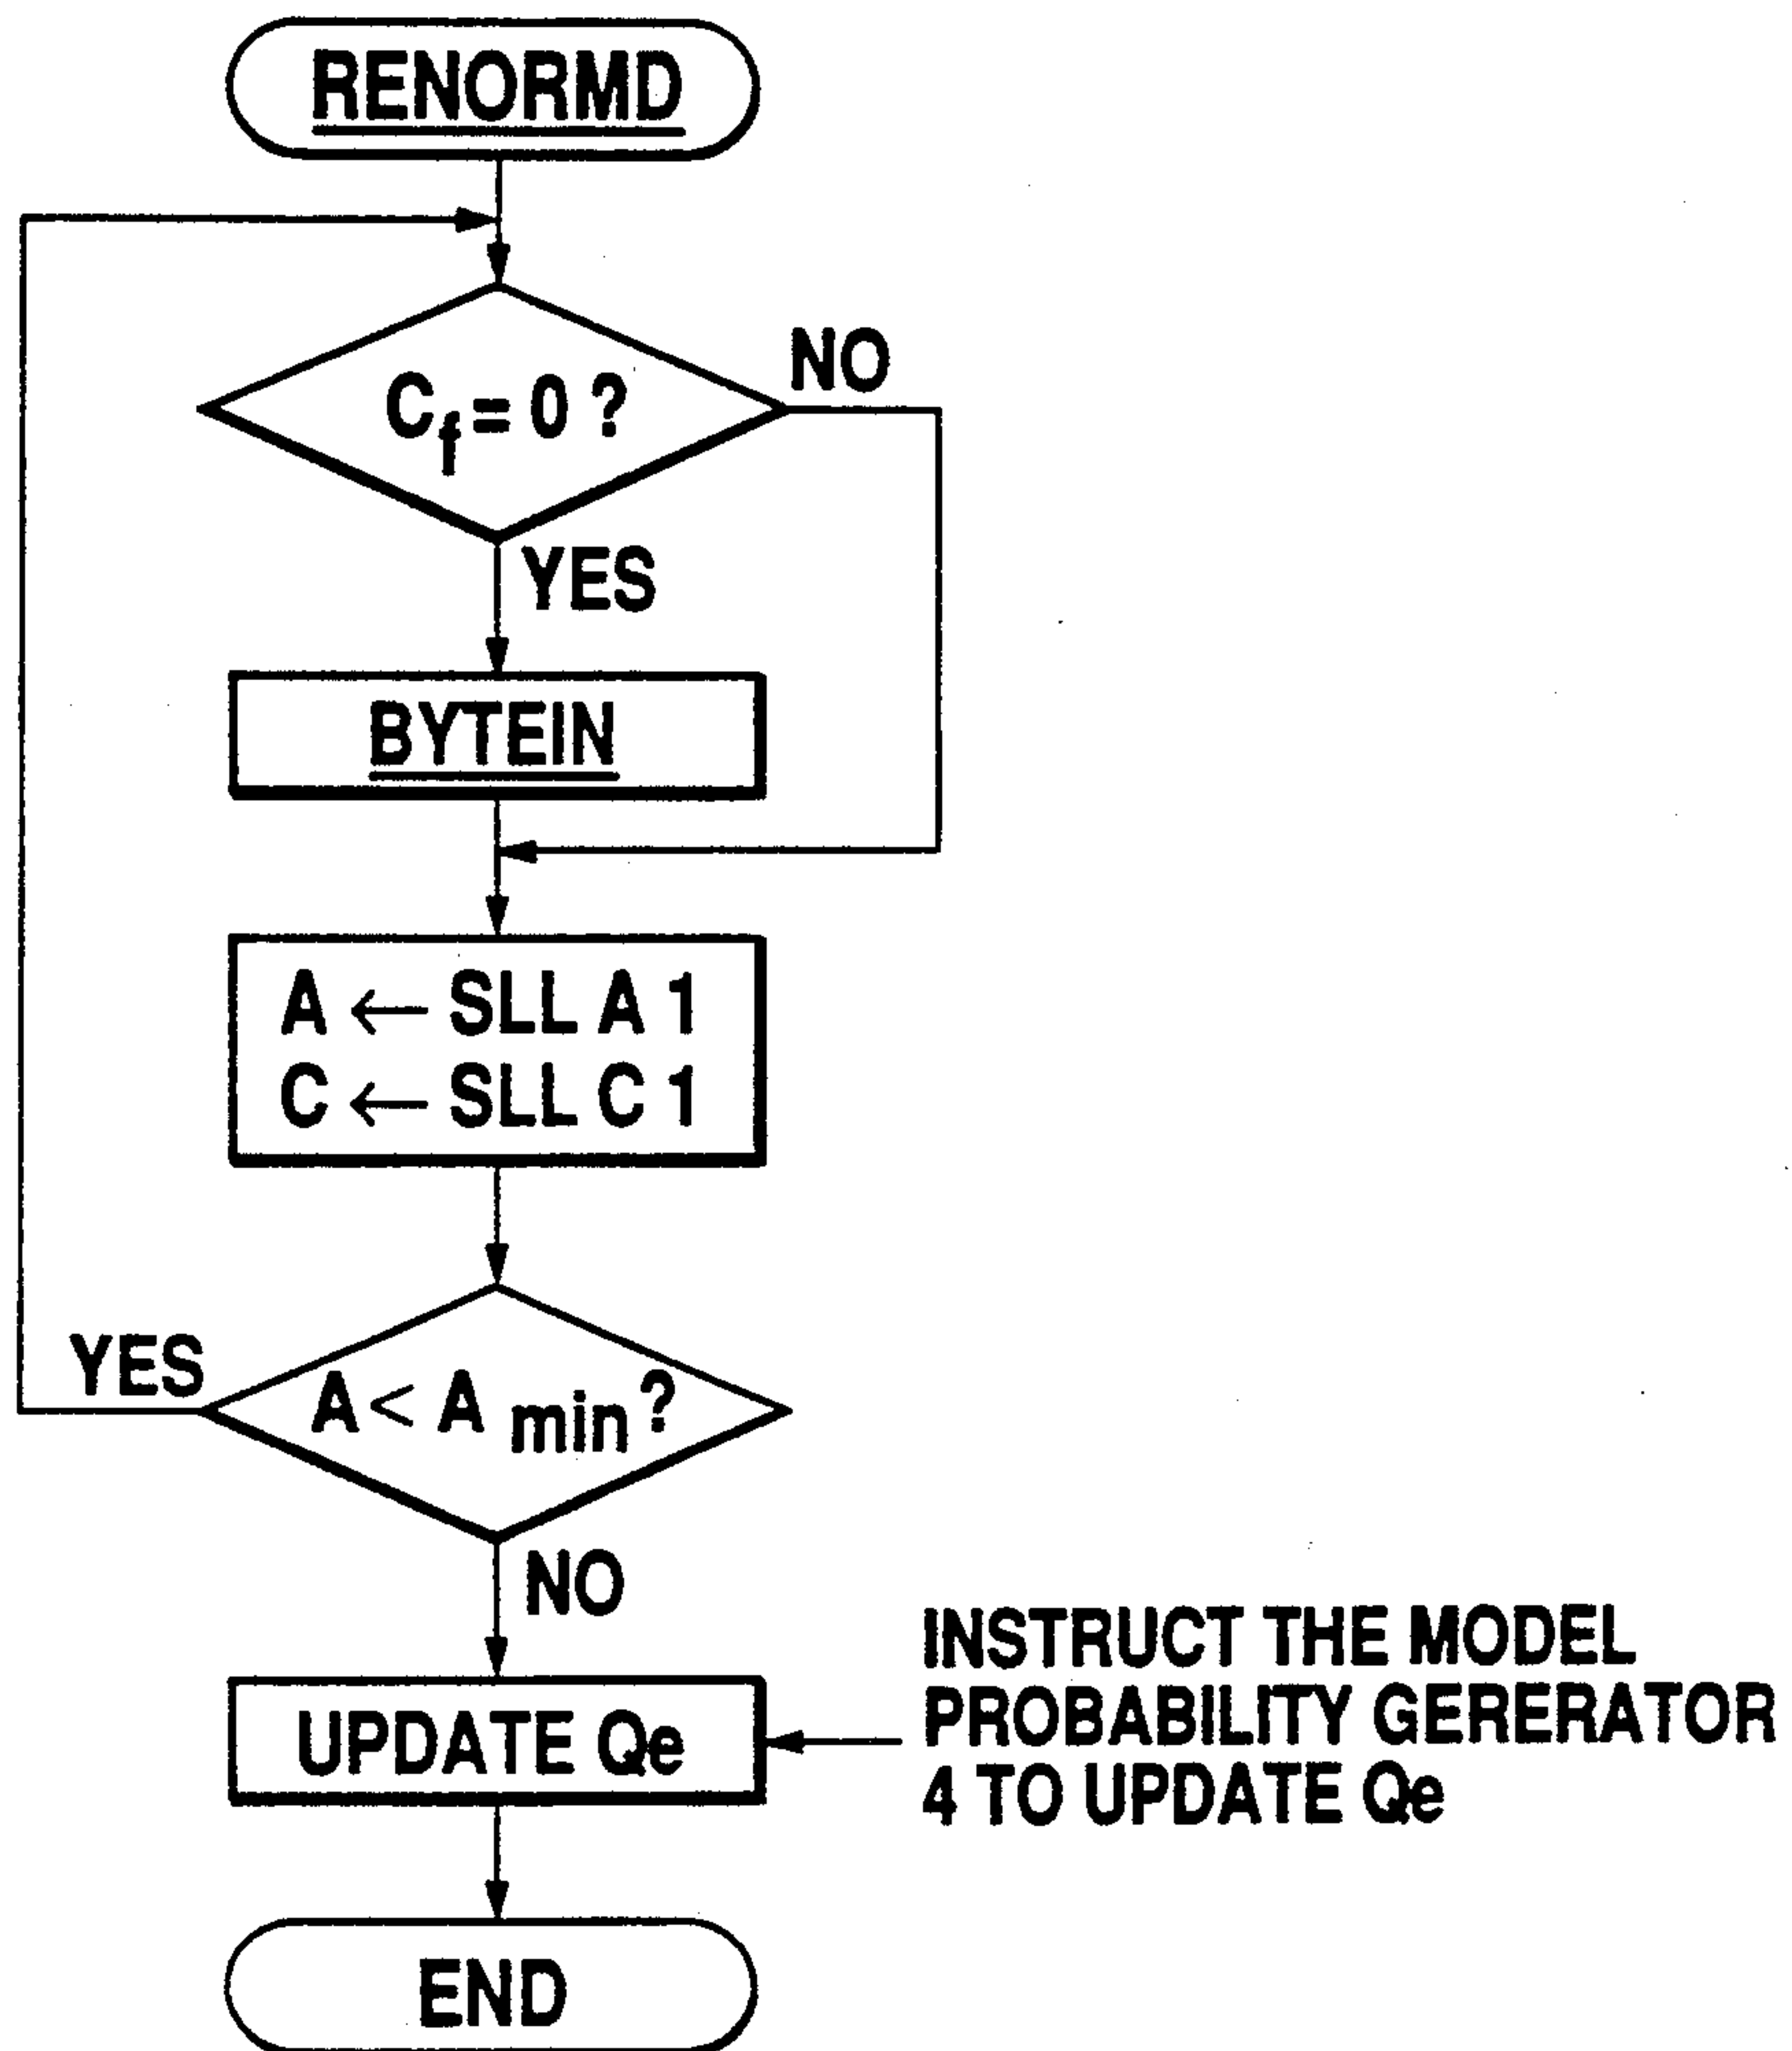 RENORMD
Cf = 0 ?
NO
YES
BYTEIN
A ← SLL A 1
C ← SLL C 1
YES
A < A min ?
NO
UPDATE Qe
INSTRUCT THE MODEL
PROBABILITY GERERATOR
4 TO UPDATE Qe
END